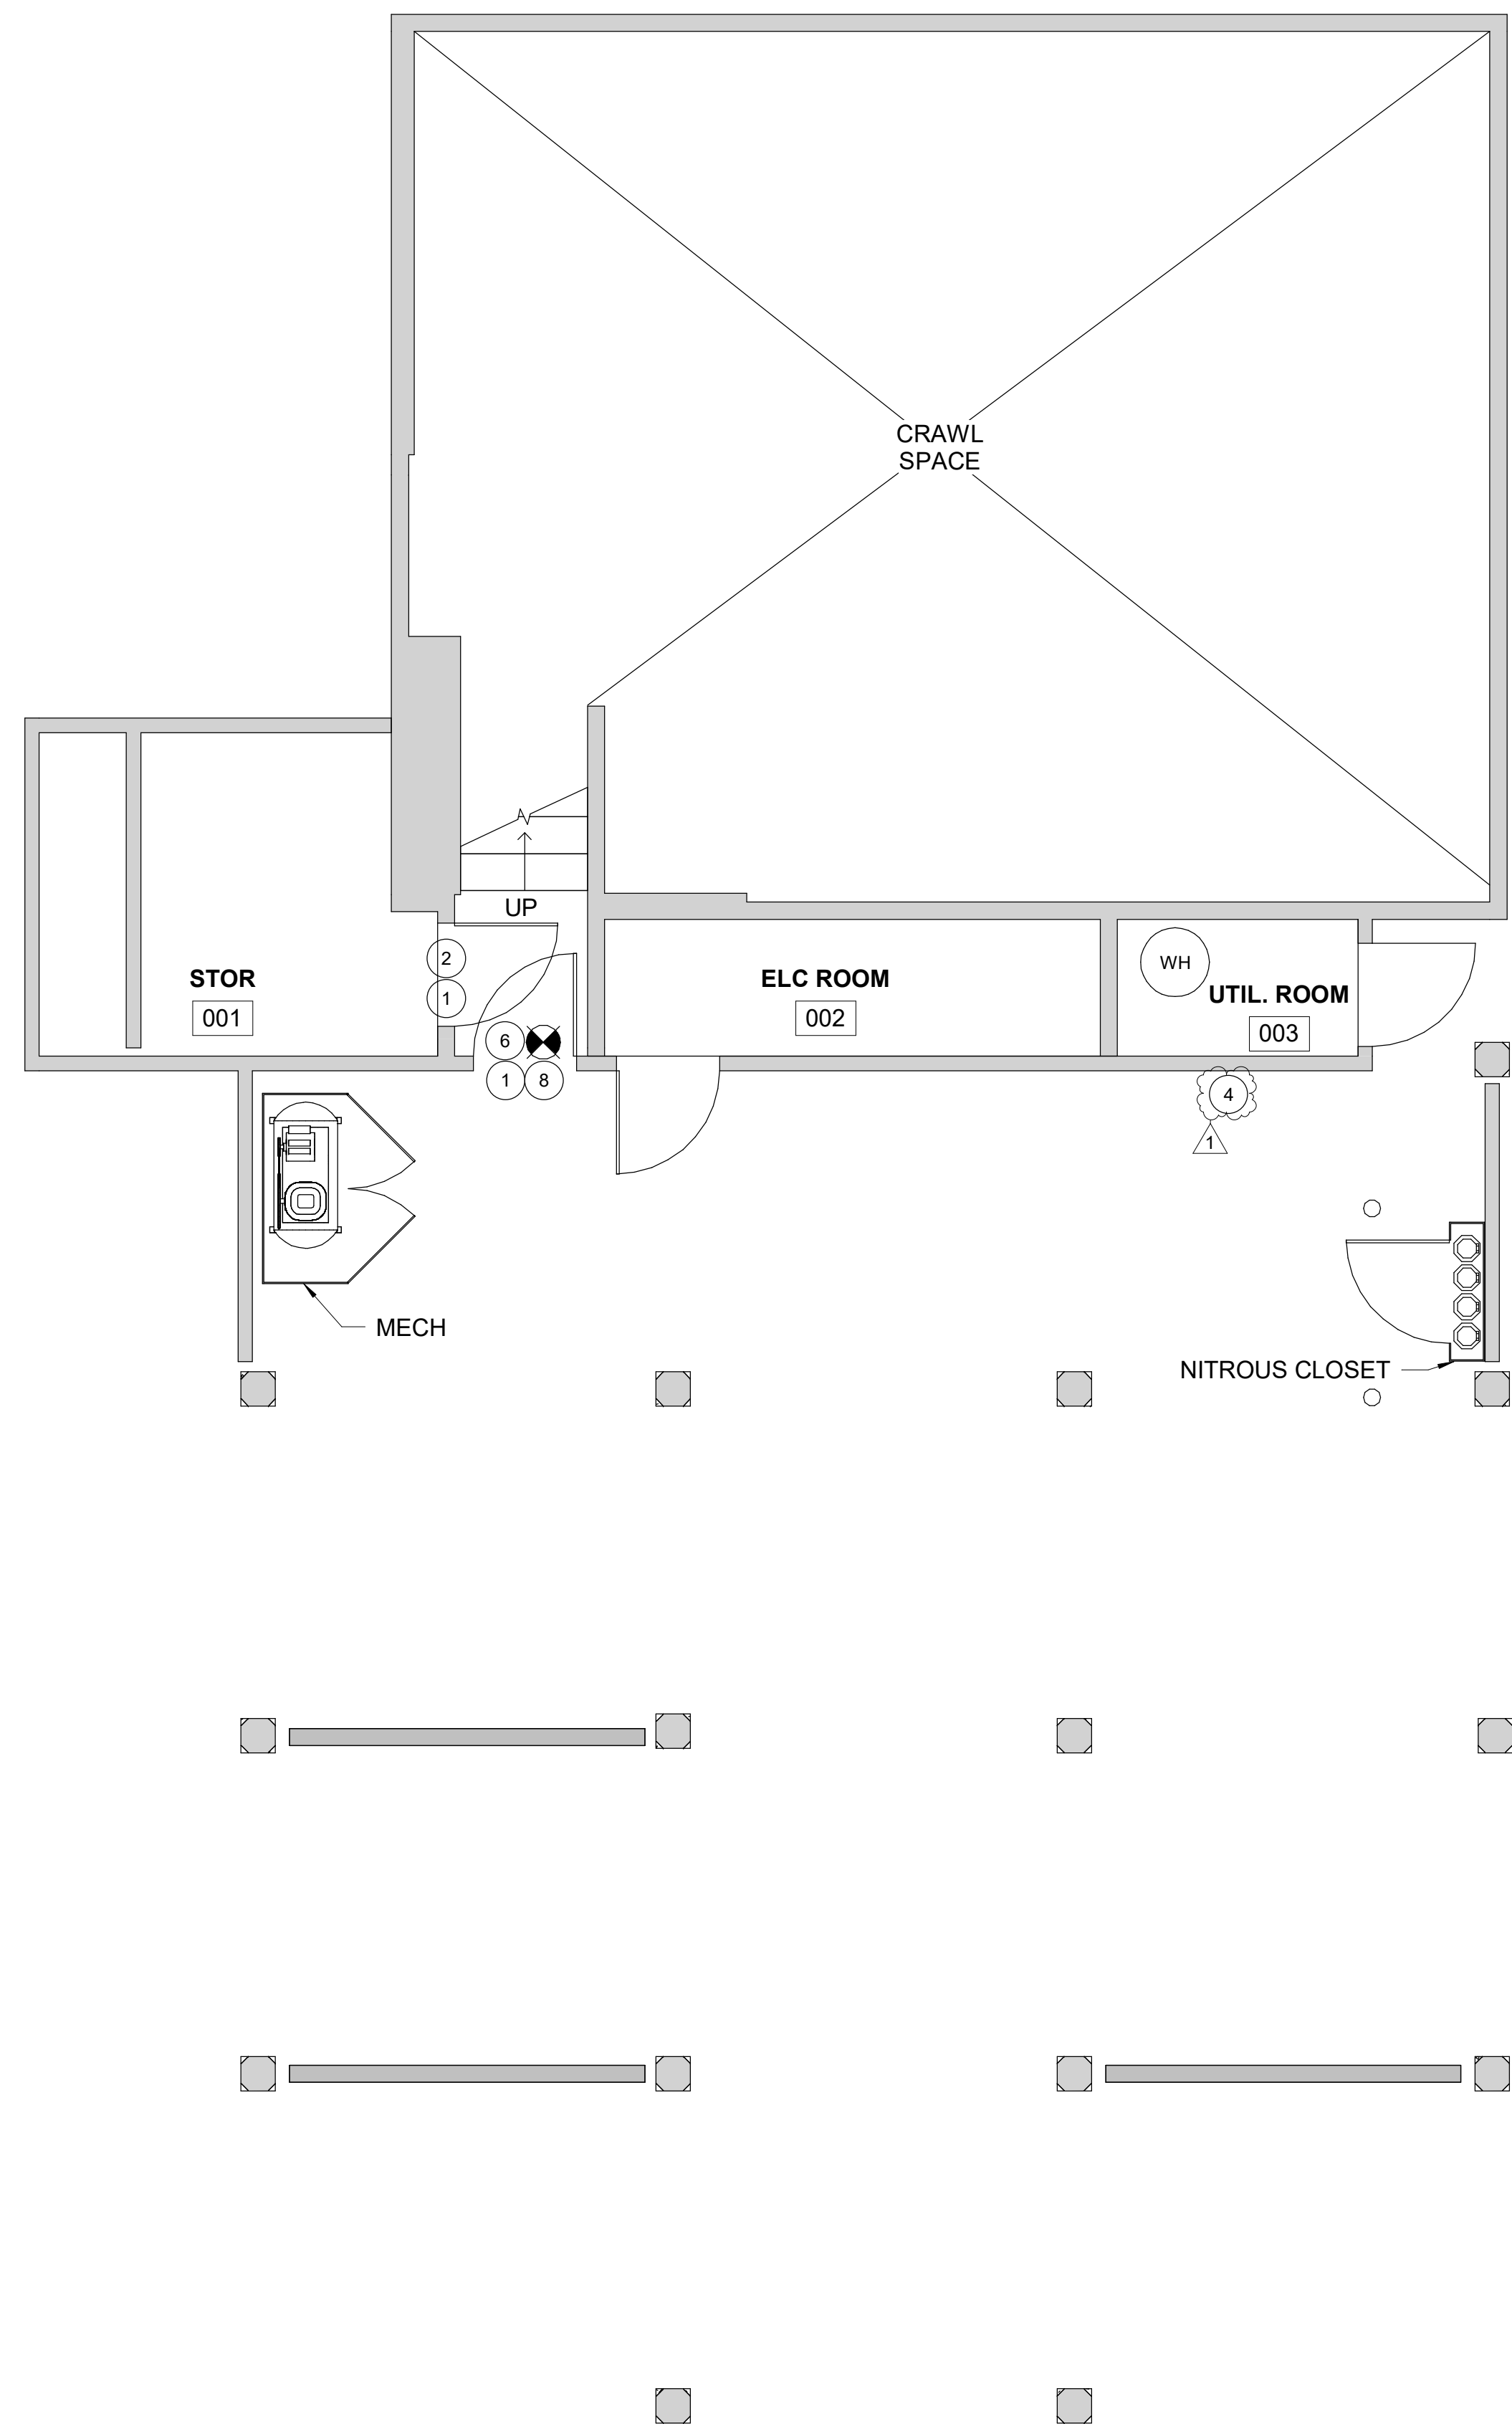 CRAWL
SPACE
UP
2
1
STOR
001
ELC ROOM
002
WH
UTIL. ROOM
003
6
1
8
4
1
MECH
NITROUS CLOSET